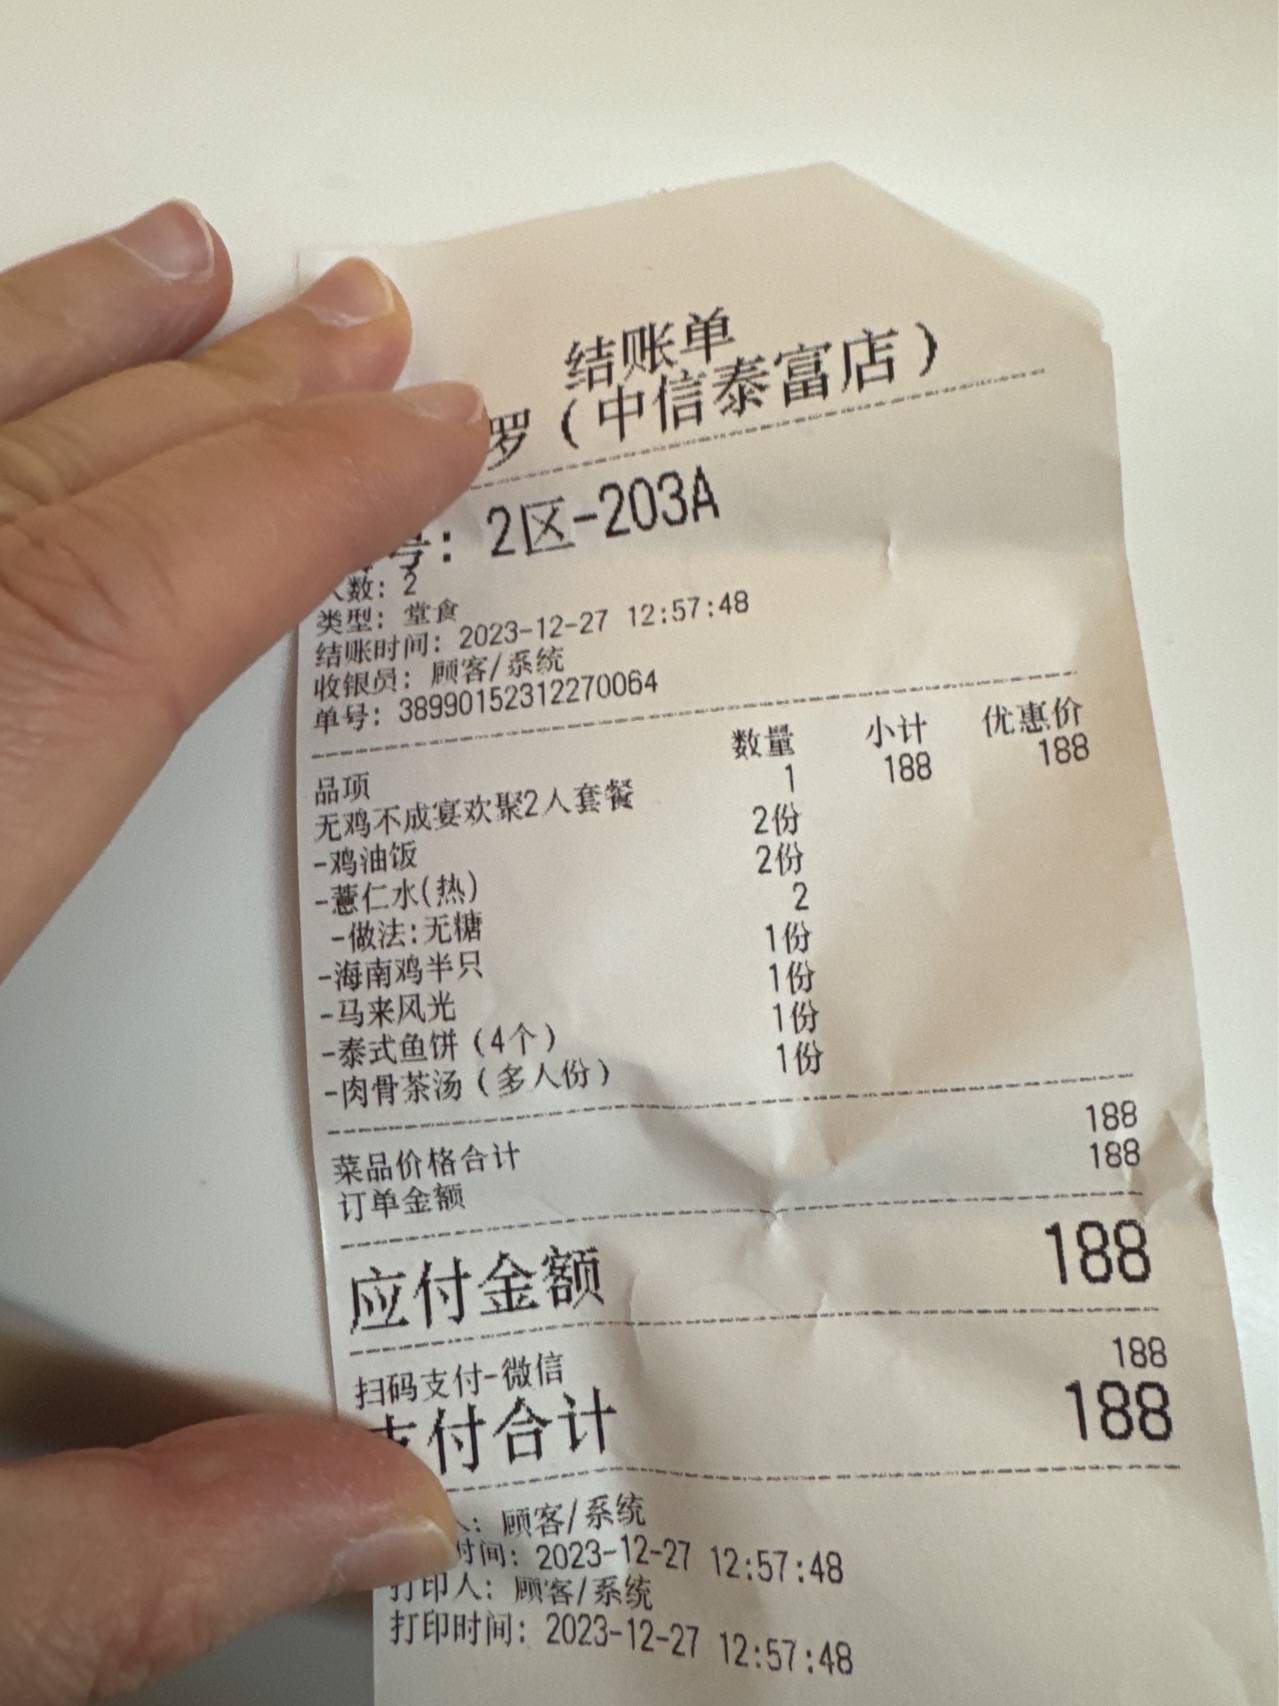 结账单
罗（中信泰富店）
号：2区-203A
人数：2
类型：堂食
结账时间：2023-12-27 12:57:48
收银员：顾客/系统
单号：38990152312270064
品项 数量 小计 优惠价
无鸡不成宴欢聚2人套餐 1 188 188
-鸡油饭 2份
-薏仁水(热) 2份
-做法:无糖 2
-海南鸡半只 1份
-马来风光 1份
-泰式鱼饼（4个） 1份
-肉骨茶汤（多人份） 1份
菜品价格合计 188
订单金额 188
应付金额 188
扫码支付-微信 188
支付合计 188
人：顾客/系统
时间：2023-12-27 12:57:48
打印人：顾客/系统
打印时间：2023-12-27 12:57:48